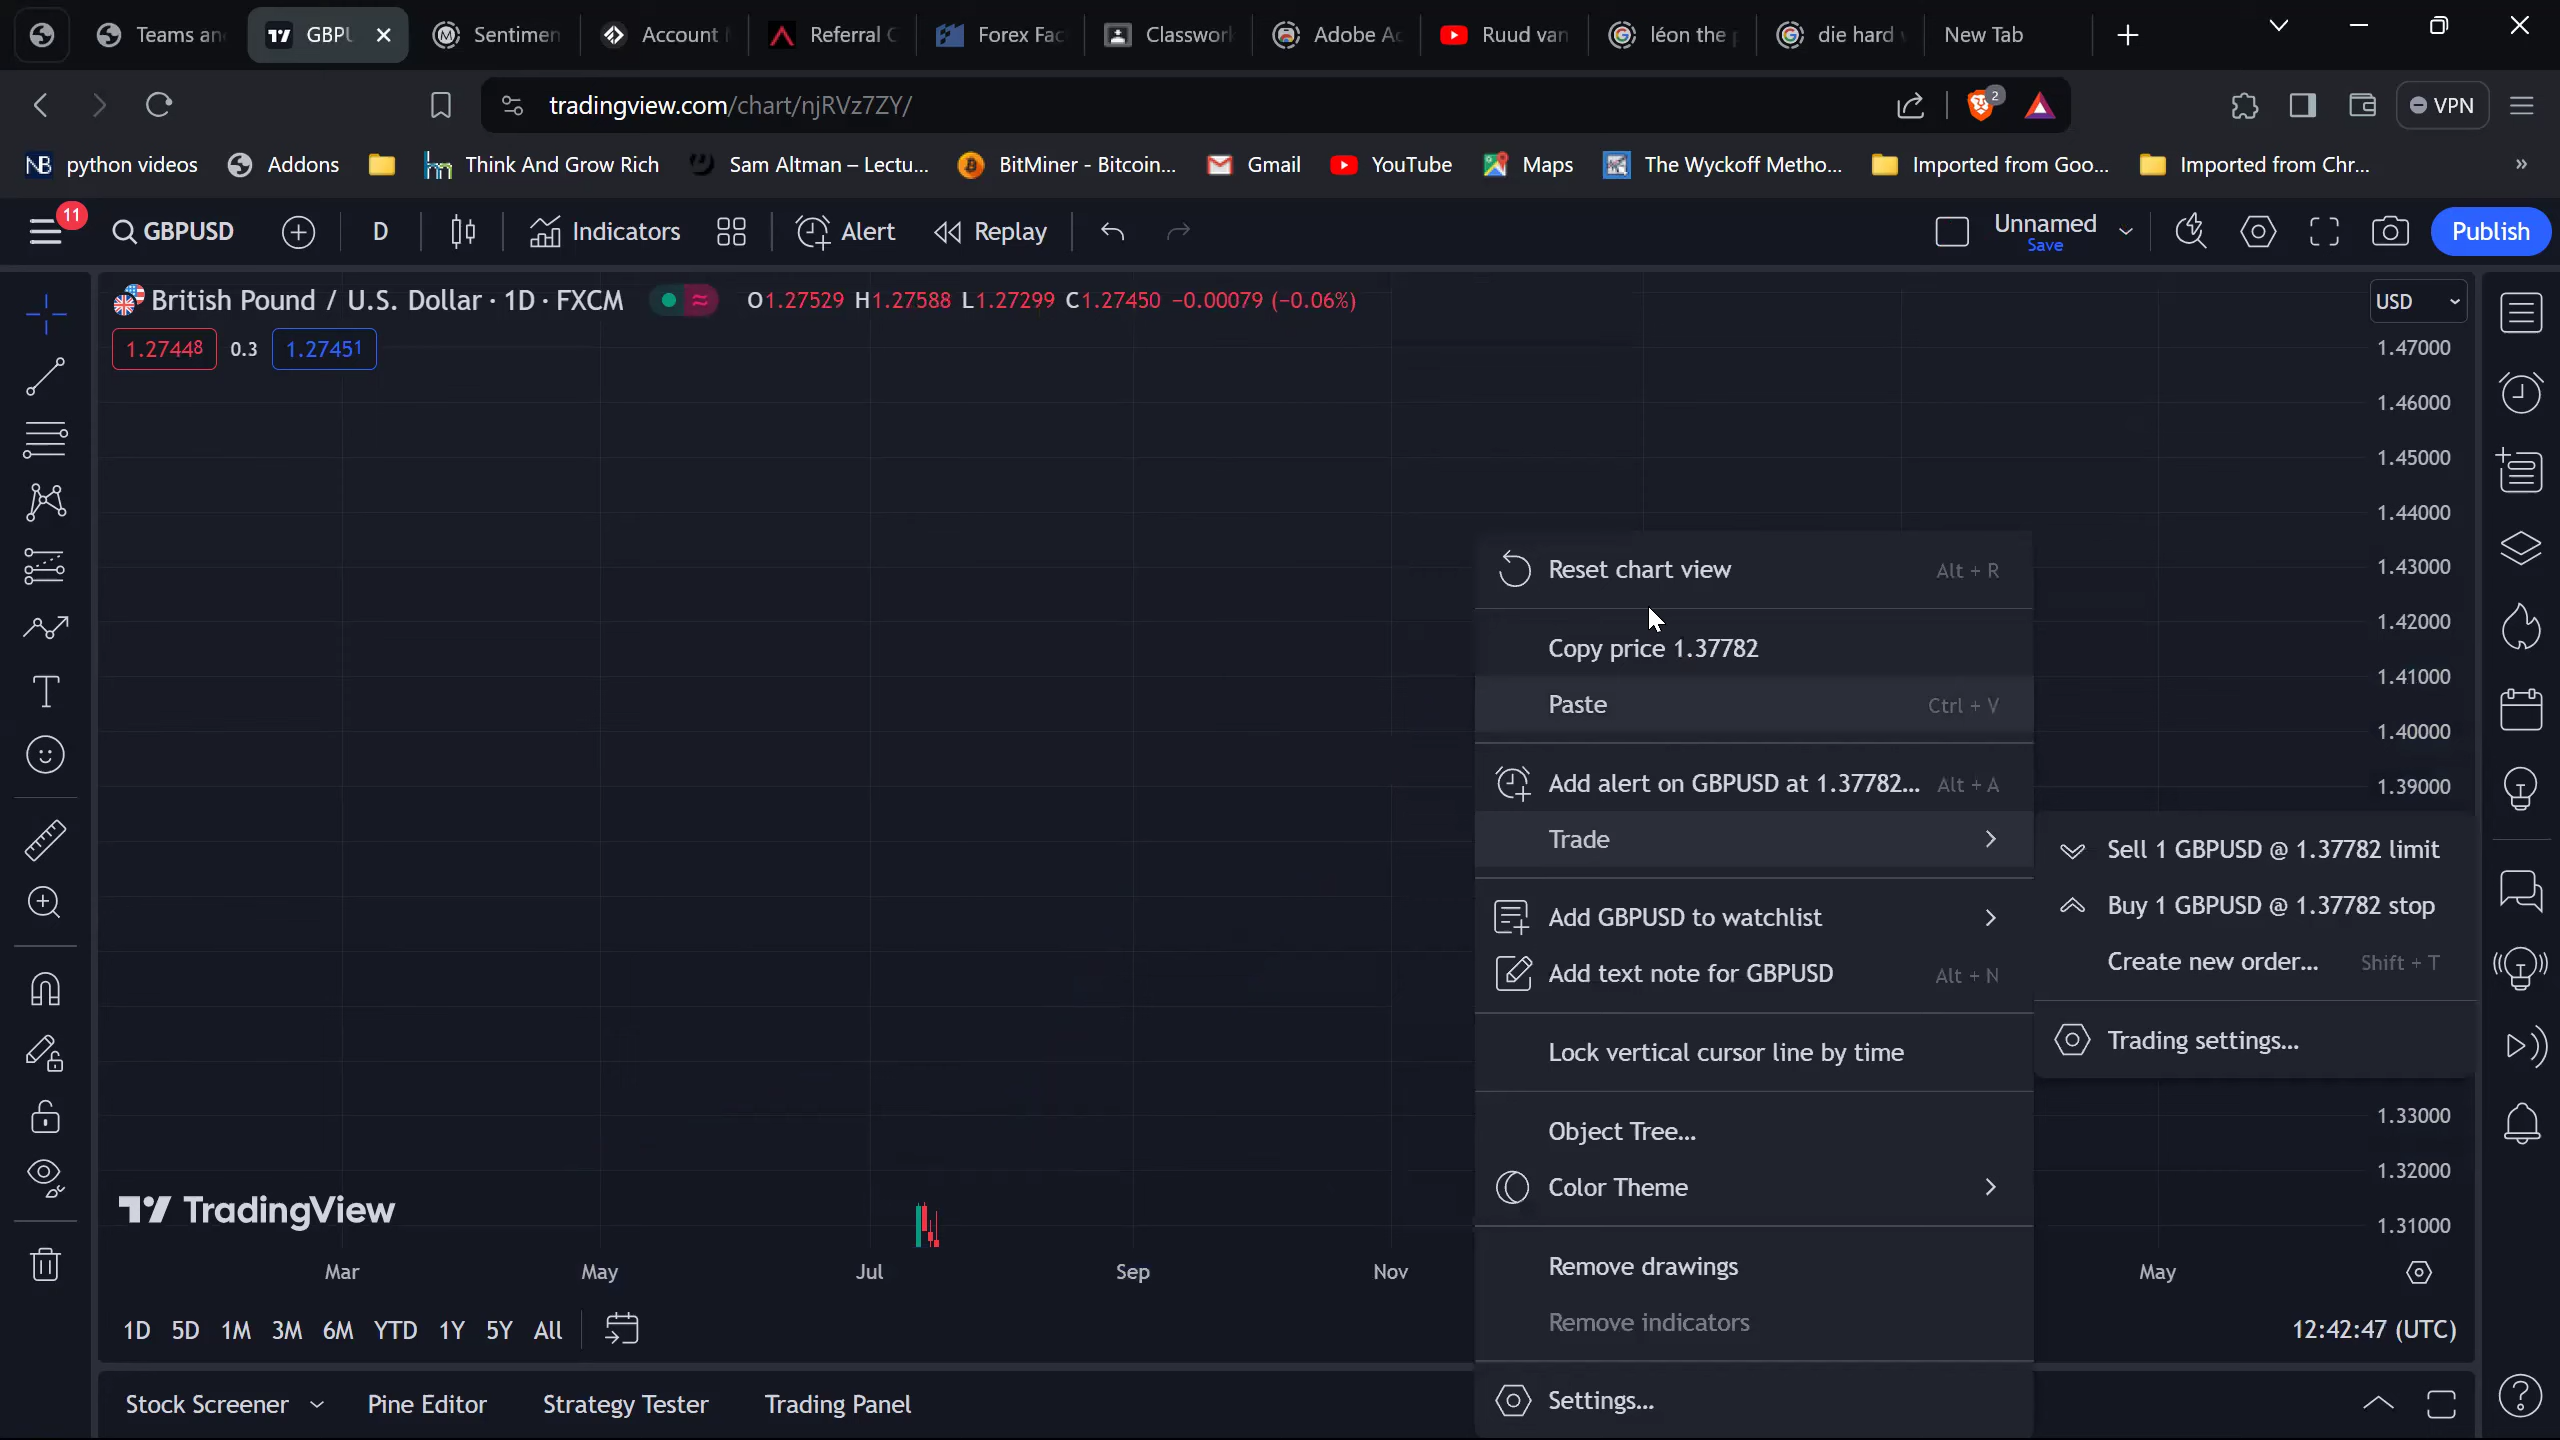 Teams an
GBPU
Sentimen
Account
Referral C
Forex Fac
Classwork
Adobe Ac
Ruud van
léon the p
die hard v
New Tab
tradingview.com/chart/njRVz7ZY/
2
VPN
python videos
Addons
Think And Grow Rich
Sam Altman – Lectu...
BitMiner - Bitcoin...
Gmail
YouTube
Maps
The Wyckoff Metho...
Imported from Goo...
Imported from Chr...
»
11
GBPUSD
D
Indicators
Alert
Replay
Unnamed
Save
Publish
British Pound / U.S. Dollar · 1D · FXCM
O1.27529 H1.27588 L1.27299 C1.27450 −0.00079 (−0.06%)
USD
1.27448 0.3 1.27451
1.47000
1.46000
1.45000
1.44000
1.43000
1.42000
1.41000
1.40000
1.39000
1.33000
1.32000
1.31000
Reset chart view Alt + R
Copy price 1.37782
Paste Ctrl + V
Add alert on GBPUSD at 1.37782... Alt + A
Trade
Add GBPUSD to watchlist
Add text note for GBPUSD Alt + N
Lock vertical cursor line by time
Object Tree...
Color Theme
Remove drawings
Remove indicators
Settings...
Sell 1 GBPUSD @ 1.37782 limit
Buy 1 GBPUSD @ 1.37782 stop
Create new order... Shift + T
Trading settings...
TradingView
Mar May Jul Sep Nov May
1D 5D 1M 3M 6M YTD 1Y 5Y All
12:42:47 (UTC)
Stock Screener
Pine Editor
Strategy Tester
Trading Panel